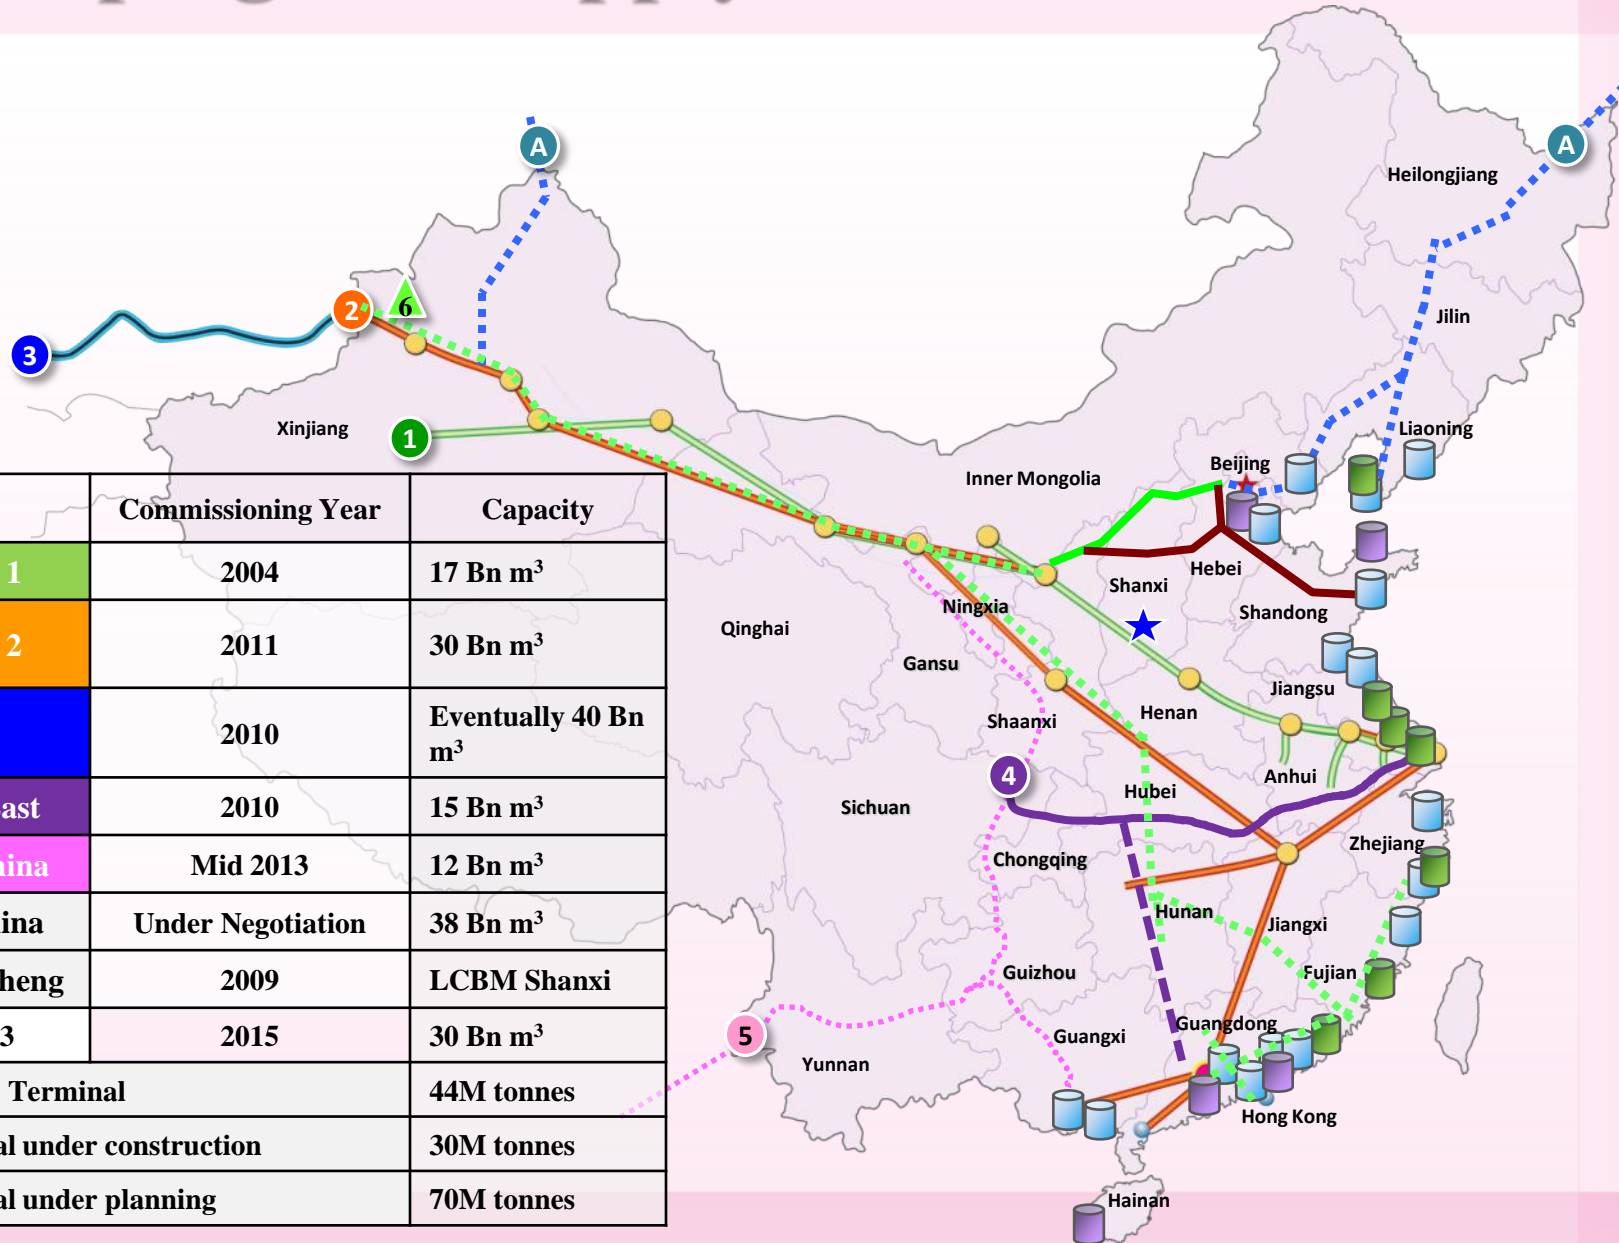 A
A
Heilongjiang
6
2
Jilin
3
Xinjiang
1
Liaoning
Beijing
Inner Mongolia
Shanxi
Hebei
Ningxia
Shandong
Qinghai
Gansu
Jiangsu
Shaanxi
Henan
4
Anhui
Hubei
Sichuan
Zhejiang
Chongqing
Hunan
Jiangxi
Guizhou
Fujian
Guangdong
5
Guangxi
Yunnan
Hong Kong
Hainan
Commissioning Year Capacity
1 2004 17 Bn m³
2 2011 30 Bn m³
2010 Eventually 40 Bn
m³
ast 2010 15 Bn m³
ina Mid 2013 12 Bn m³
ina Under Negotiation 38 Bn m³
heng 2009 LCBM Shanxi
3 2015 30 Bn m³
Terminal 44M tonnes
al under construction 30M tonnes
al under planning 70M tonnes